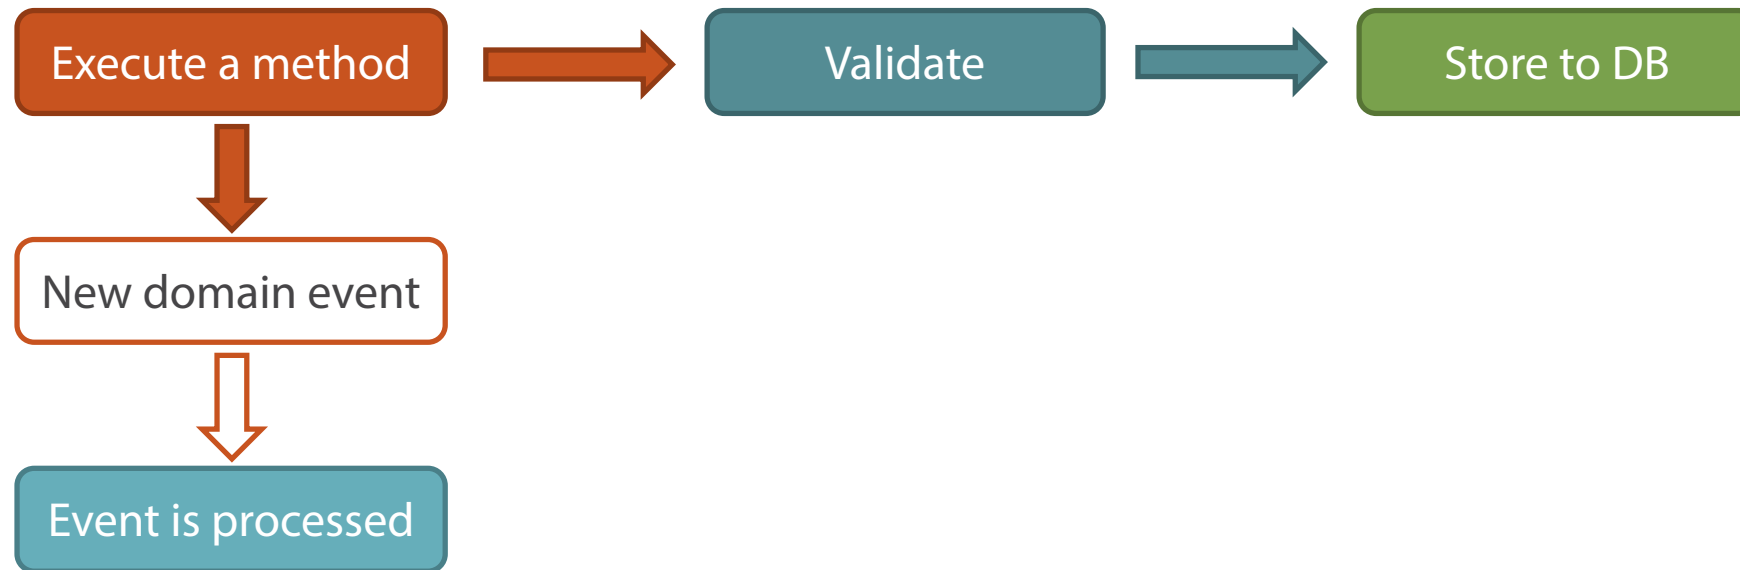 Execute a method
Validate
Store to DB
New domain event
Event is processed